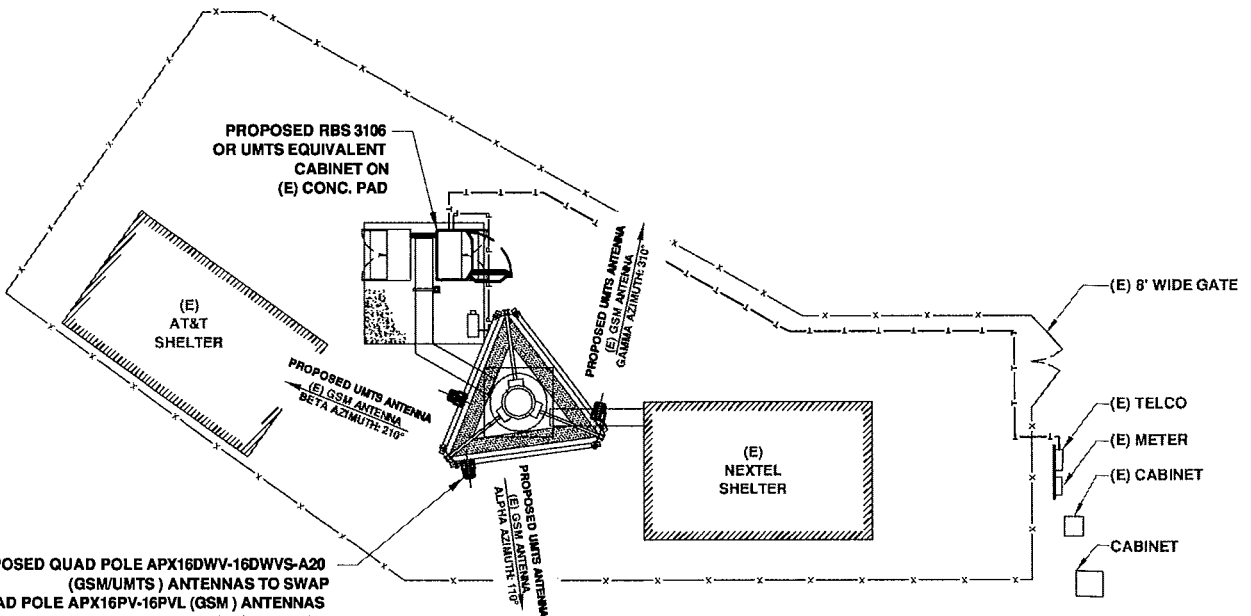 PROPOSED RBS 3106
OR UMTS EQUIVALENT
CABINET ON
(E) CONC. PAD
(E)
AT&T
SHELTER
PROPOSED UMTS ANTENNA
(E) GSM ANTENNA
GAMMA AZIMUTH: 310°
(E) 8' WIDE GATE
PROPOSED UMTS ANTENNA
(E) GSM ANTENNA
BETA AZIMUTH: 210°
(E) TELCO
(E) METER
(E)
NEXTEL
SHELTER
(E) CABINET
CABINET
PROPOSED UMTS ANTENNA
(E) GSM ANTENNA
ALPHA AZIMUTH: 110°
POSED QUAD POLE APX16DWV-16DWVS-A20
(GSM/UMTS ) ANTENNAS TO SWAP
AD POLE APX16PV-16PVL (GSM ) ANTENNAS